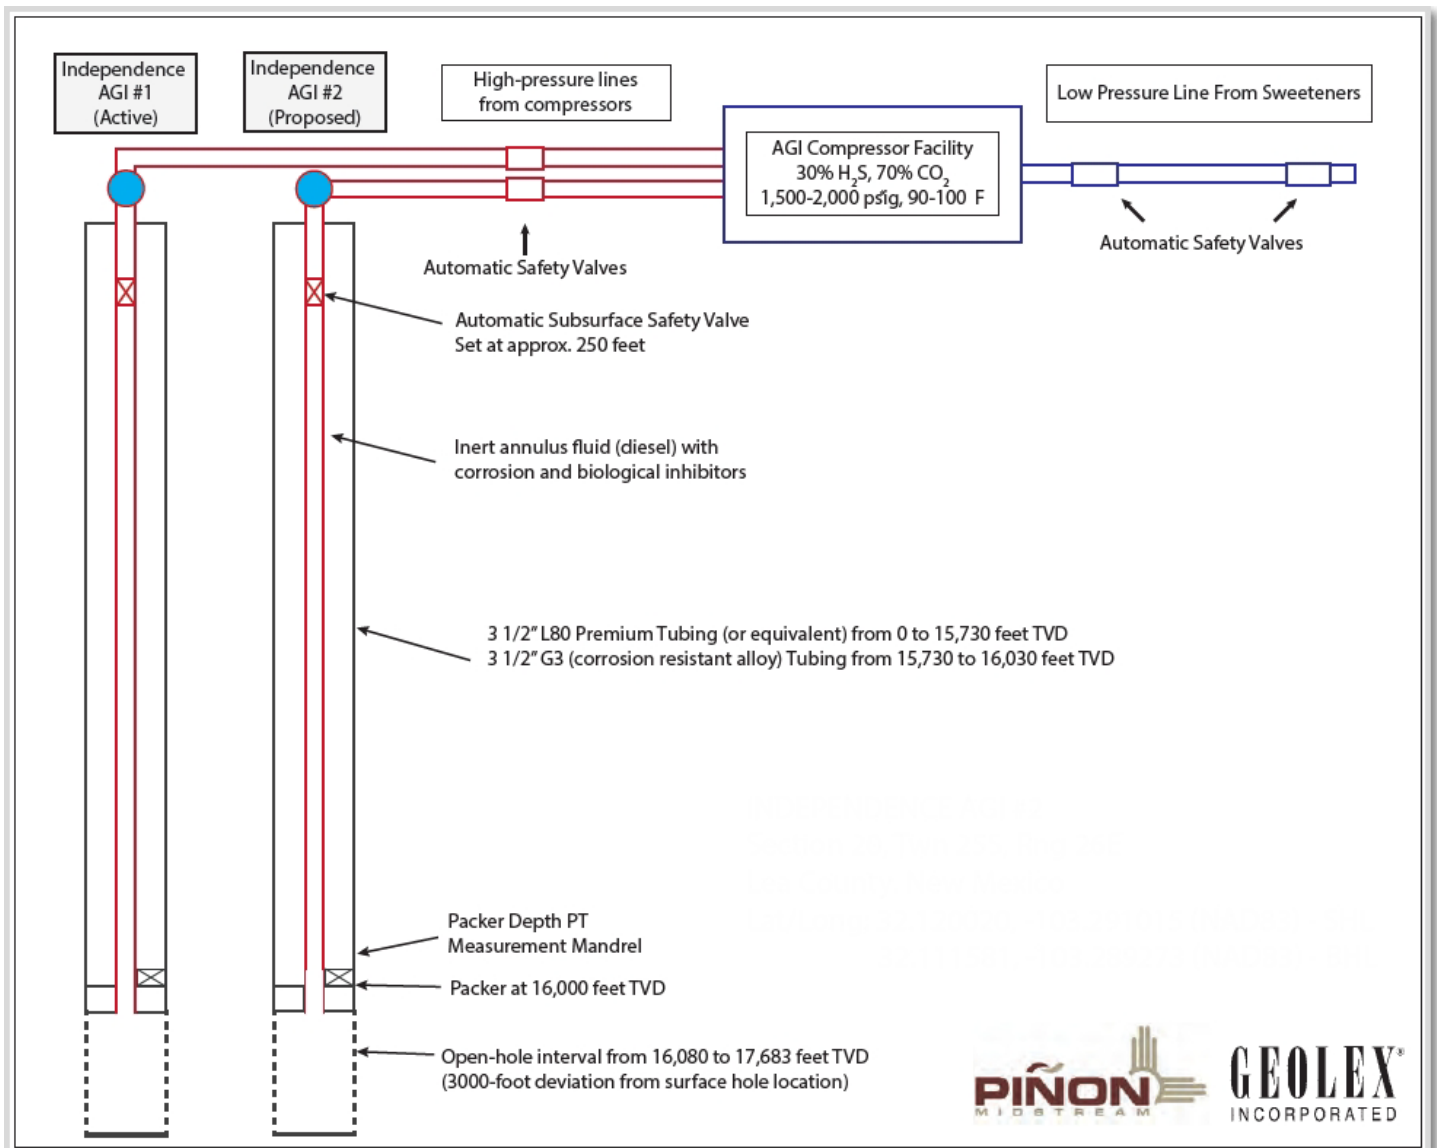 Independence
AGI #1
(Active)
Independence
AGI #2
(Proposed)
High-pressure lines
from compressors
Low Pressure Line From Sweeteners
AGI Compressor Facility
30% H₂S, 70% CO₂
1,500-2,000 psig, 90-100 °F
Automatic Safety Valves
Automatic Safety Valves
Automatic Subsurface Safety Valve
Set at approx. 250 feet
Inert annulus fluid (diesel) with
corrosion and biological inhibitors
3 1/2" L80 Premium Tubing (or equivalent) from 0 to 15,730 feet TVD
3 1/2" G3 (corrosion resistant alloy) Tubing from 15,730 to 16,030 feet TVD
Packer Depth PT
Measurement Mandrel
Packer at 16,000 feet TVD
Open-hole interval from 16,080 to 17,683 feet TVD
(3000-foot deviation from surface hole location)
PIÑON
MIDSTREAM
GEOLEX®
INCORPORATED